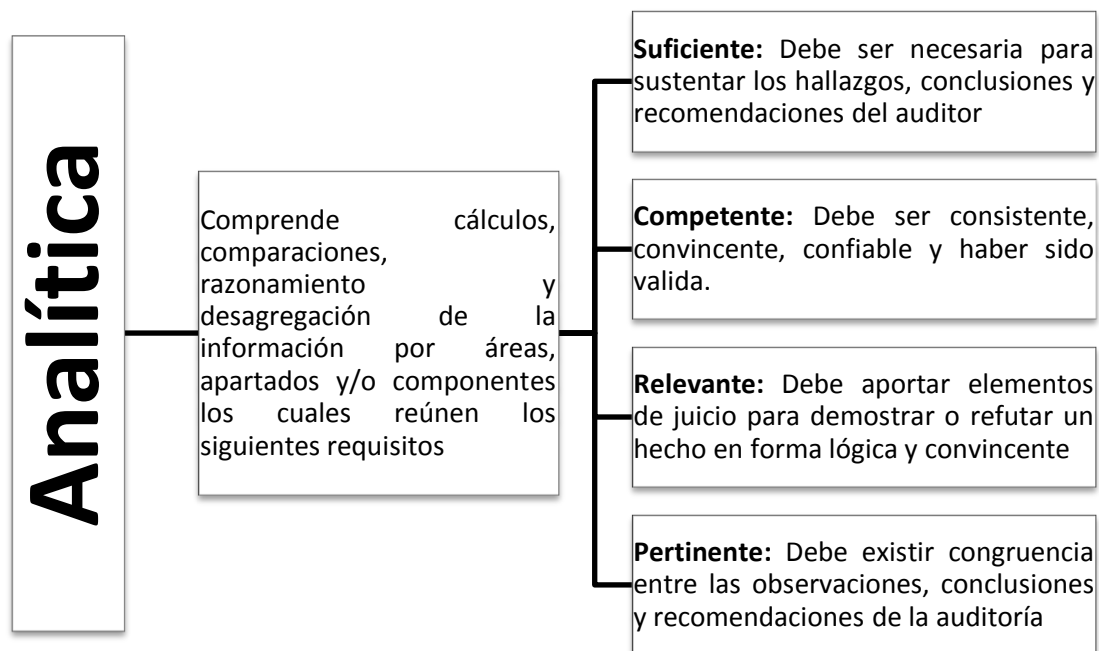 Analítica
Comprende cálculos,
comparaciones,
razonamiento y
desagregación de la
información por áreas,
apartados y/o componentes
los cuales reúnen los
siguientes requisitos
Suficiente: Debe ser necesaria para
sustentar los hallazgos, conclusiones y
recomendaciones del auditor
Competente: Debe ser consistente,
convincente, confiable y haber sido
valida.
Relevante: Debe aportar elementos
de juicio para demostrar o refutar un
hecho en forma lógica y convincente
Pertinente: Debe existir congruencia
entre las observaciones, conclusiones
y recomendaciones de la auditoría